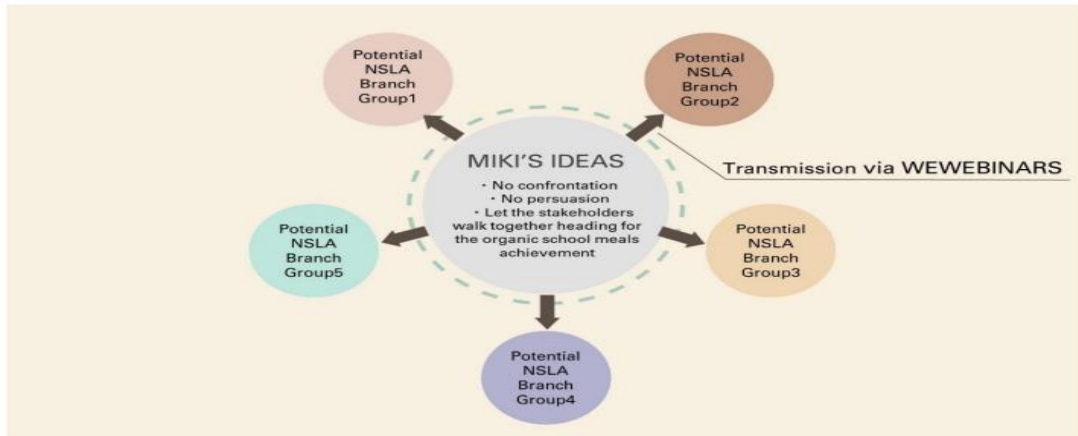 Potential
NSLA
Branch
Group1
Potential
NSLA
Branch
Group2
MIKI'S IDEAS
・No confrontation
・No persuasion
・Let the stakeholders
walk together heading for
the organic school meals
achievement
Transmission via WEWEBINARS
Potential
NSLA
Branch
Group5
Potential
NSLA
Branch
Group3
Potential
NSLA
Branch
Group4